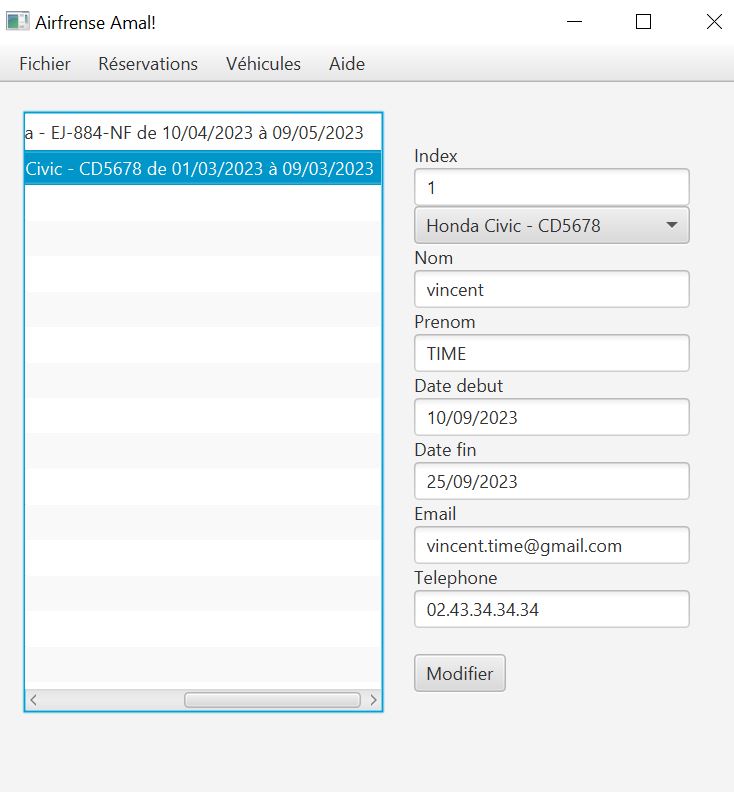 Airfrense Amal!
Fichier Réservations Véhicules Aide
a - EJ-884-NF de 10/04/2023 à 09/05/2023
Civic - CD5678 de 01/03/2023 à 09/03/2023
Index
1
Honda Civic - CD5678
Nom
vincent
Prenom
TIME
Date debut
10/09/2023
Date fin
25/09/2023
Email
vincent.time@gmail.com
Telephone
02.43.34.34.34
Modifier